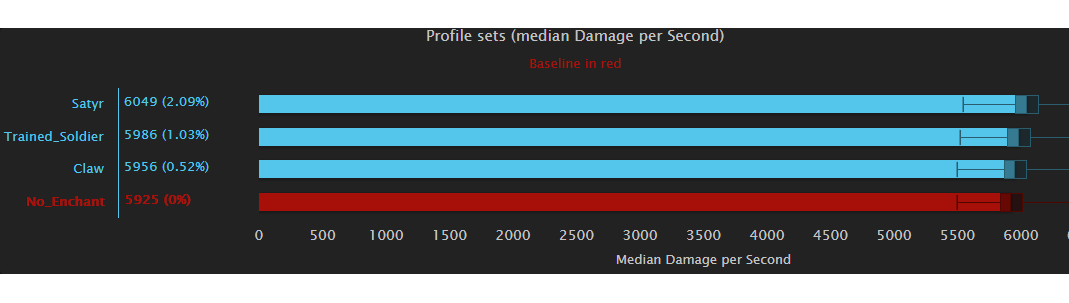 Profile sets (median Damage per Second)
Baseline in red
Satyr 6049 (2.09%)
Trained_Soldier 5986 (1.03%)
Claw 5956 (0.52%)
No_Enchant 5925 (0%)
0 500 1000 1500 2000 2500 3000 3500 4000 4500 5000 5500 6000
Median Damage per Second